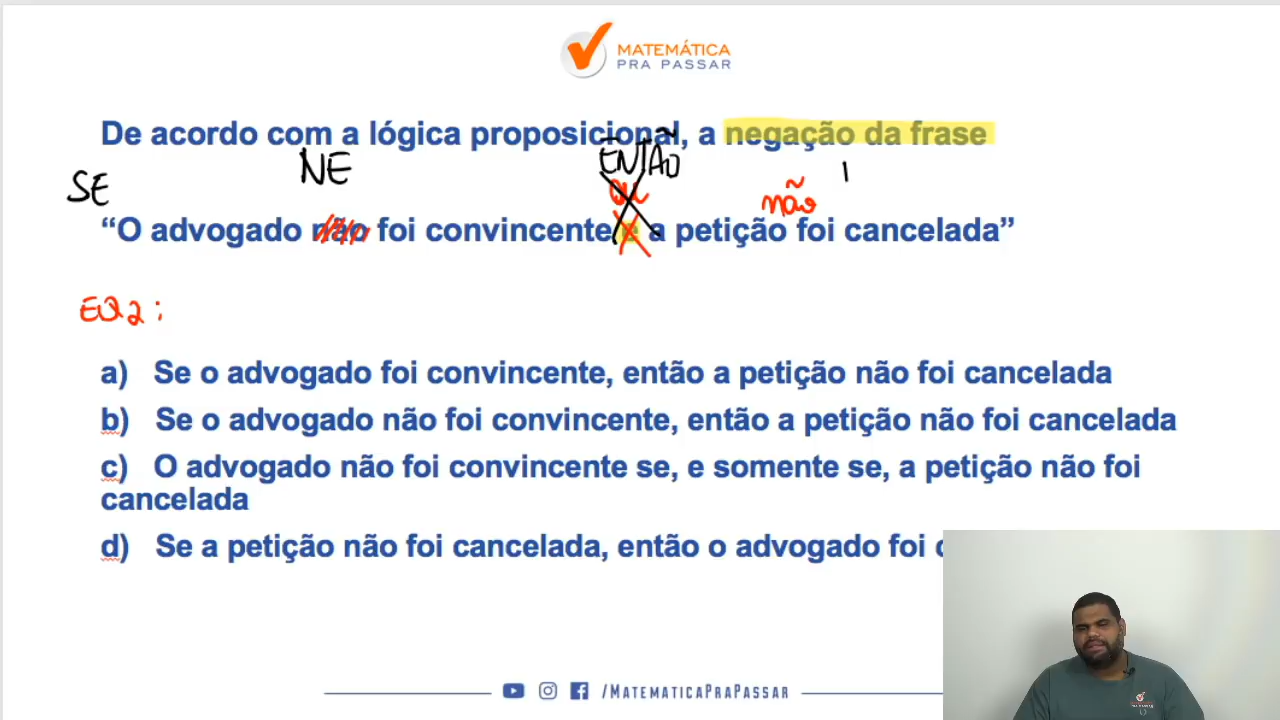 MATEMÁTICA
PRA PASSAR
De acordo com a lógica proposicional, a negação da frase
SE NE ENTÃO
ou não
“O advogado não foi convincente e a petição foi cancelada”
EQ2:
a) Se o advogado foi convincente, então a petição não foi cancelada
b) Se o advogado não foi convincente, então a petição não foi cancelada
c) O advogado não foi convincente se, e somente se, a petição não foi
cancelada
d) Se a petição não foi cancelada, então o advogado foi
/MATEMATICAPRAPASSAR